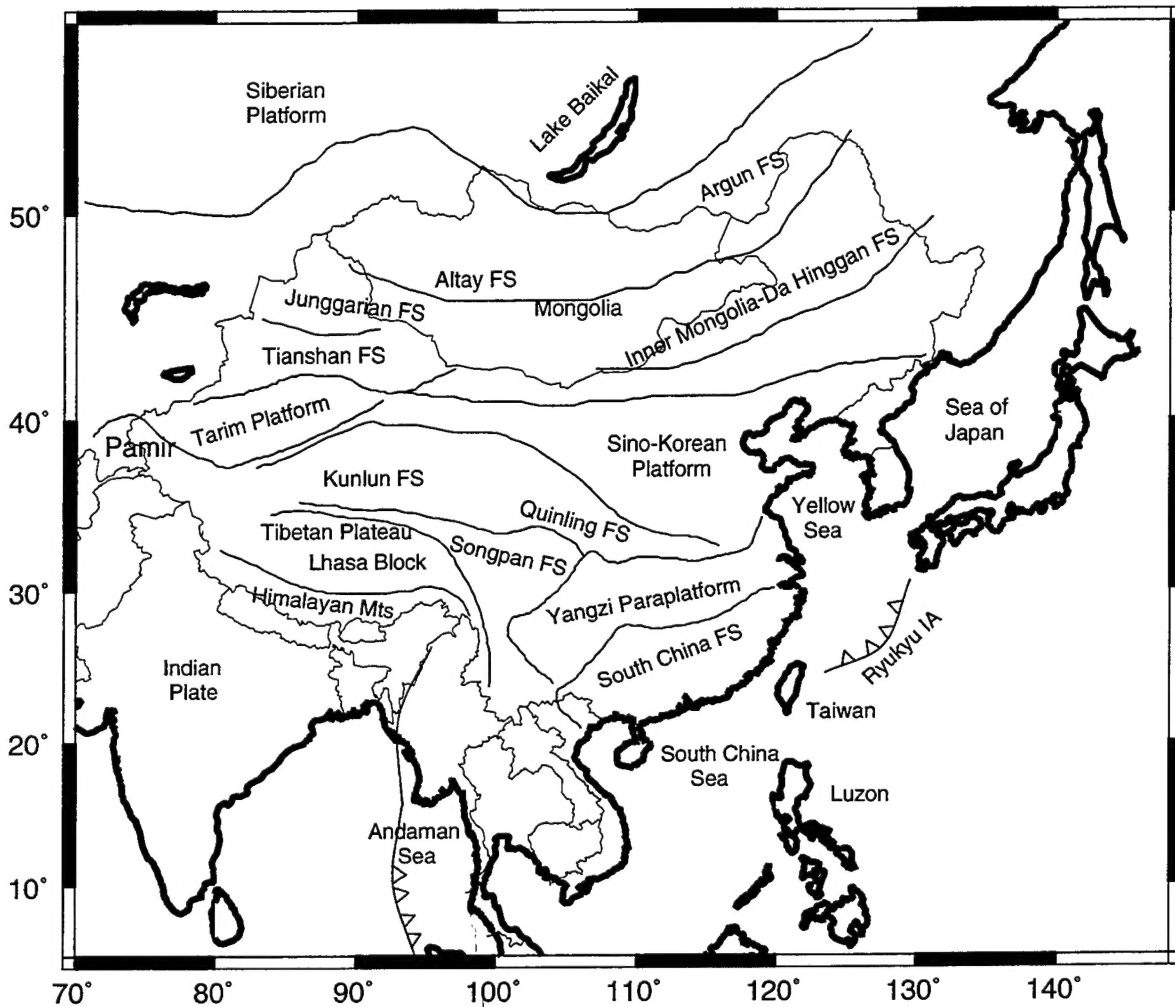 Siberian
Platform
Lake Baikal
Argun FS
50°
Altay FS
Mongolia
Inner Mongolia-Da Hinggan FS
Junggarian FS
Tianshan FS
40°
Tarim Platform
Pamir
Sino-Korean
Platform
Sea of
Japan
Kunlun FS
Quinling FS
Yellow
Sea
Tibetan Plateau
Songpan FS
Lhasa Block
30°
Himalayan Mts
Yangzi Paraplatform
South China FS
Ryukyu IA
Indian
Plate
Taiwan
20°
South China
Sea
Luzon
Andaman
Sea
10°
70° 80° 90° 100° 110° 120° 130° 140°